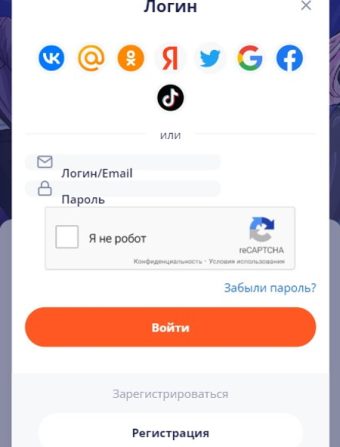 Логин
или
Логин/Email
Пароль
Я не робот
reCAPTCHA
Конфиденциальность - Условия использования
Забыли пароль?
Войти
Зарегистрироваться
Регистрация